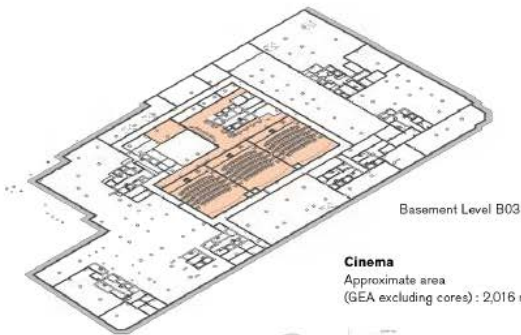 Basement Level B03
Cinema
Approximate area
(GEA excluding cores) : 2,016